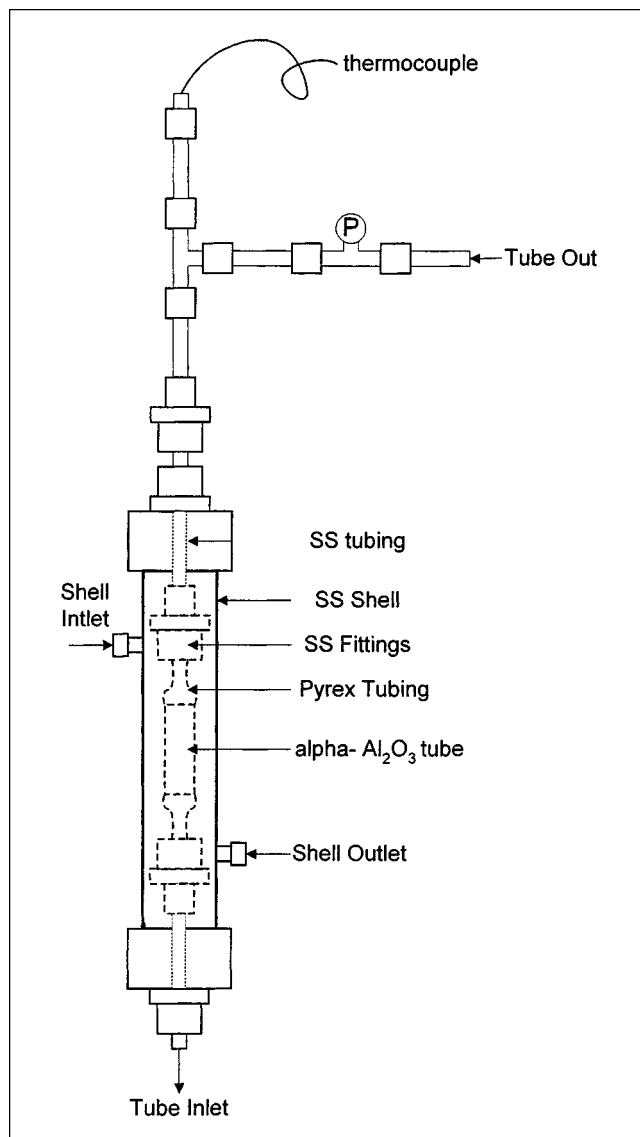 thermocouple
P
Tube Out
SS tubing
Shell
Intlet
SS Shell
SS Fittings
Pyrex Tubing
alpha- Al₂O₃ tube
Shell Outlet
Tube Inlet